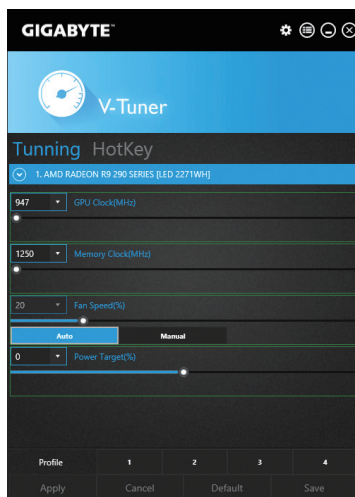 GIGABYTE™
V-Tuner
Tunning HotKey
1. AMD RADEON R9 290 SERIES [LED 2271WH]
947 GPU Clock(MHz)
1250 Memory Clock(MHz)
20 Fan Speed(%)
Auto Manual
0 Power Target(%)
Profile 1 2 3 4
Apply Cancel Default Save